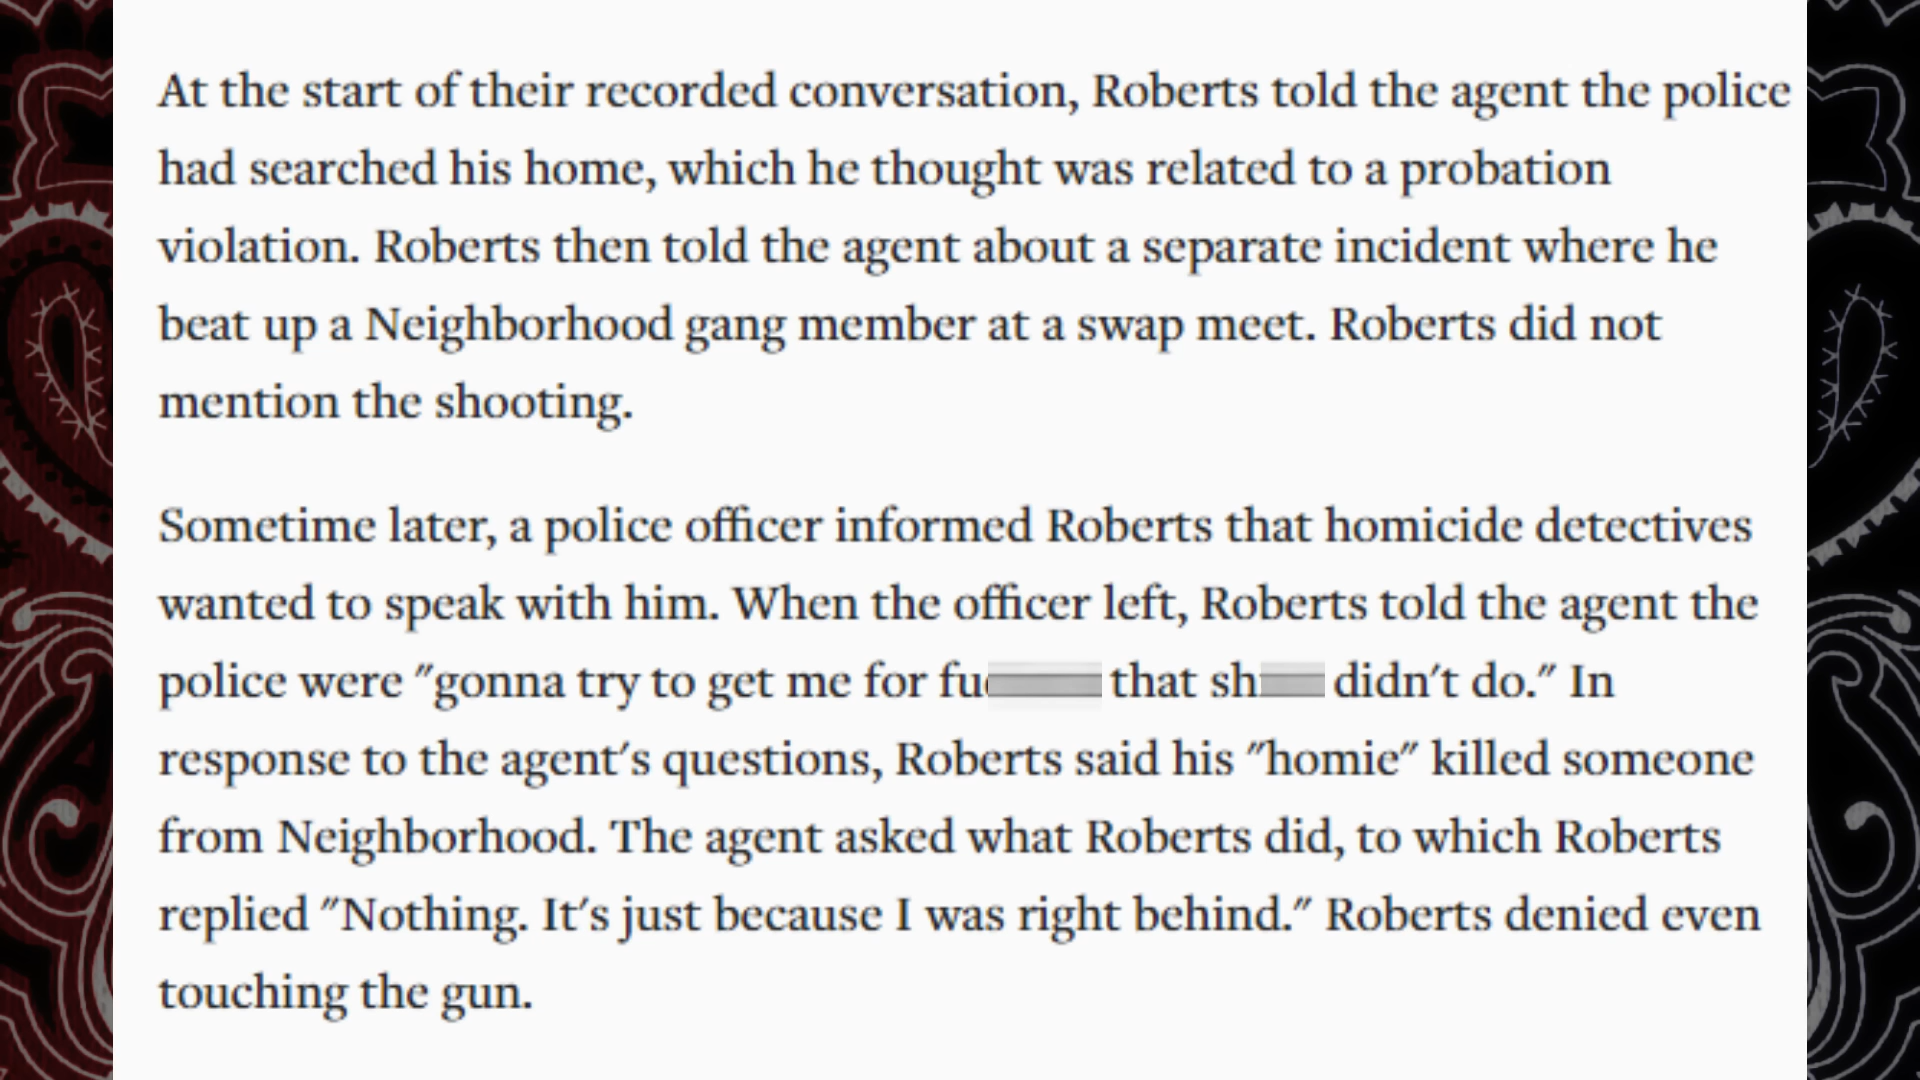 At the start of their recorded conversation, Roberts told the agent the police
had searched his home, which he thought was related to a probation
violation. Roberts then told the agent about a separate incident where he
beat up a Neighborhood gang member at a swap meet. Roberts did not
mention the shooting.
Sometime later, a police officer informed Roberts that homicide detectives
wanted to speak with him. When the officer left, Roberts told the agent the
police were "gonna try to get me for fu that sh didn't do." In
response to the agent's questions, Roberts said his "homie" killed someone
from Neighborhood. The agent asked what Roberts did, to which Roberts
replied "Nothing. It's just because I was right behind." Roberts denied even
touching the gun.